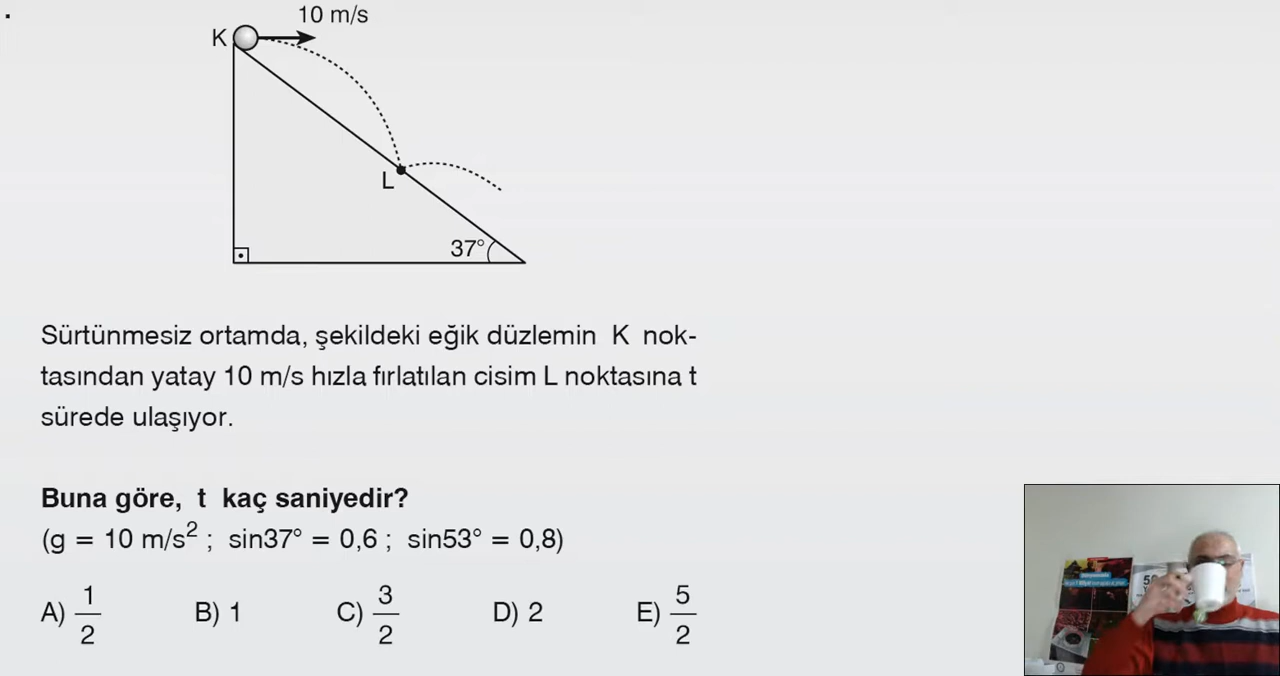 .
10 m/s
K
L
37°
Sürtünmesiz ortamda, şekildeki eğik düzlemin K nok-
tasından yatay 10 m/s hızla fırlatılan cisim L noktasına t
sürede ulaşıyor.
Buna göre, t kaç saniyedir?
(g = 10 m/s² ; sin37° = 0,6 ; sin53° = 0,8)
A) 1/2 B) 1 C) 3/2 D) 2 E) 5/2